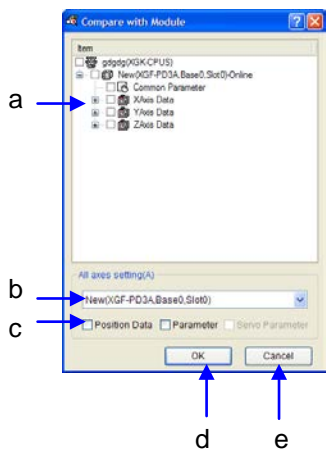 Compare with Module
Item
gdgdg(XGK-CPUS)
New(XGF-PD3A,Base0,Slot0)-Online
Common Parameter
a
XAxis Data
YAxis Data
ZAxis Data
All axes setting(A)
b
New(XGF-PD3A,Base0,Slot0)
c
Position Data Parameter Servo Parameter
OK Cancel
d e